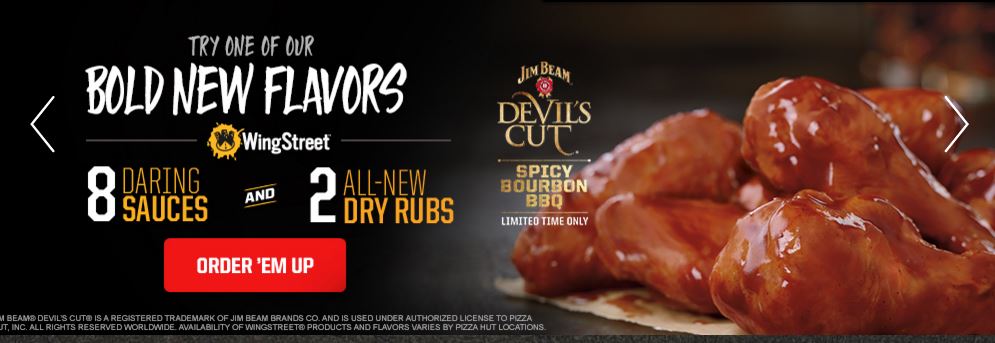 TRY ONE OF OUR
BOLD NEW FLAVORS
WingStreet
8 DARING SAUCES AND 2 ALL-NEW DRY RUBS
ORDER 'EM UP
JIM BEAM
DEVIL'S
CUT
SPICY
BOURBON
BBQ
LIMITED TIME ONLY
M BEAM® DEVIL'S CUT® IS A REGISTERED TRADEMARK OF JIM BEAM BRANDS CO. AND IS USED UNDER AUTHORIZED LICENSE TO PIZZA
UT, INC. ALL RIGHTS RESERVED WORLDWIDE. AVAILABILITY OF WINGSTREET® PRODUCTS AND FLAVORS VARIES BY PIZZA HUT LOCATIONS.